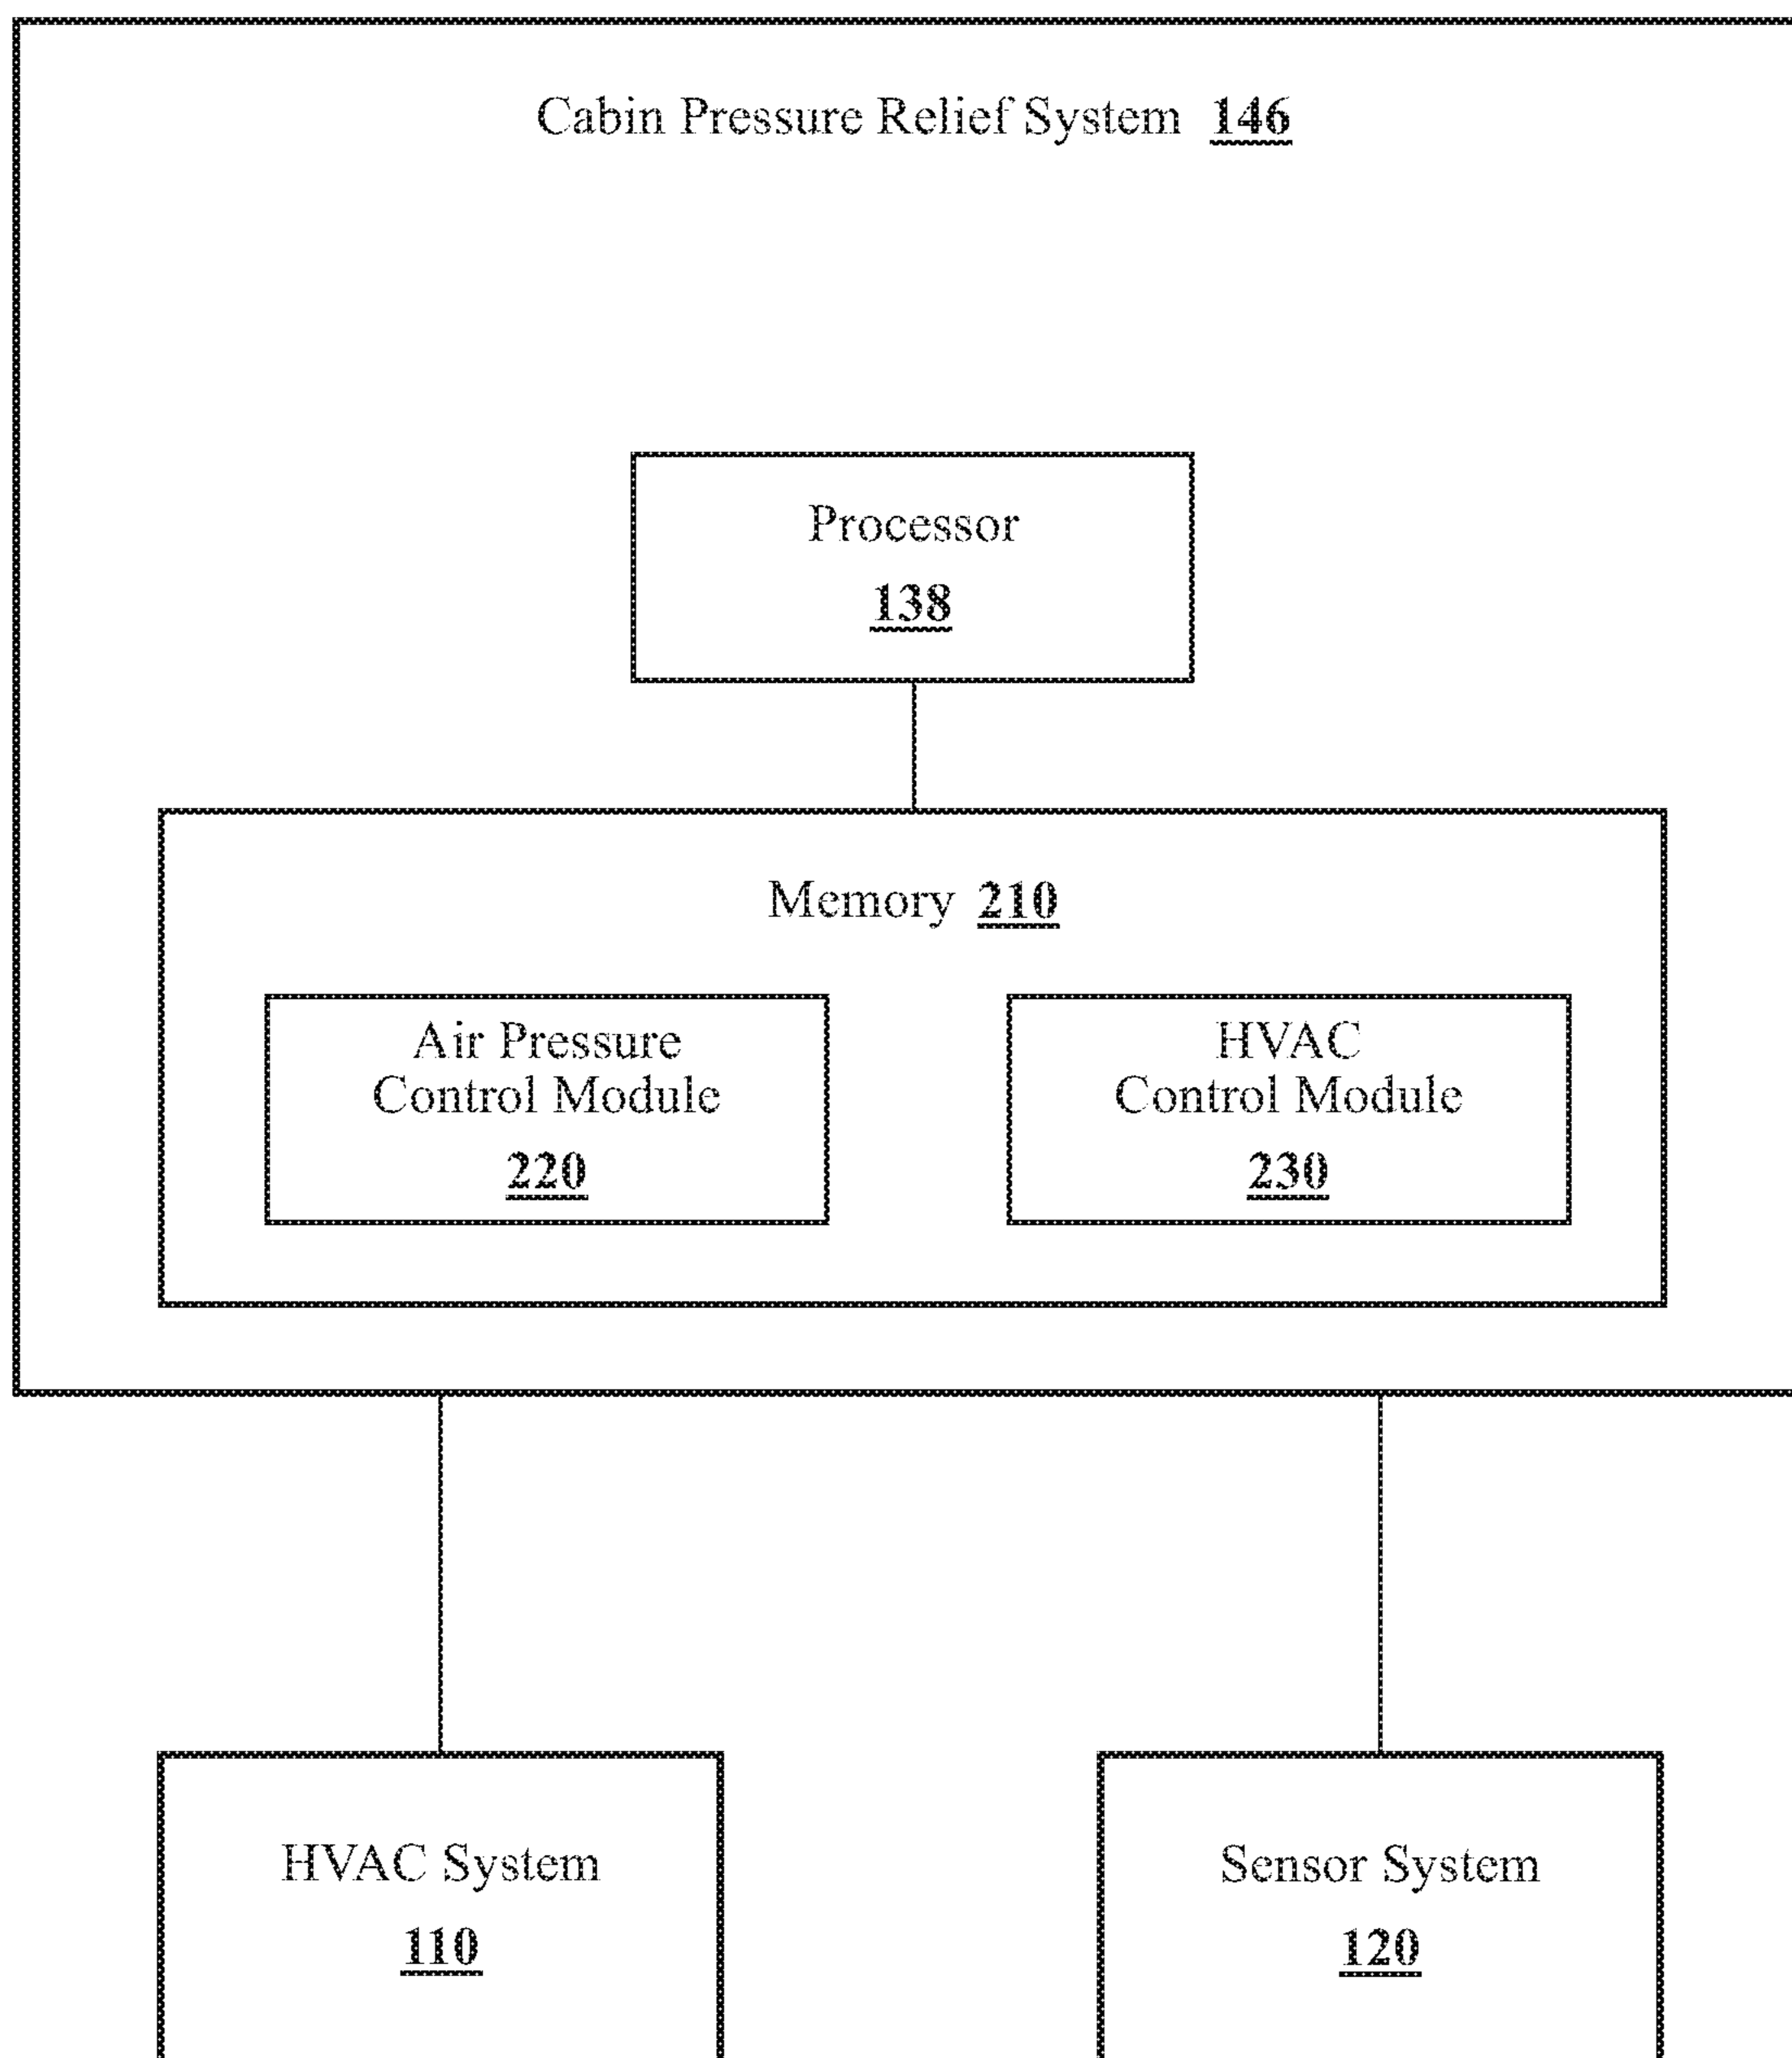 Cabin Pressure Relief System 146
Processor
138
Memory 210
Air Pressure
Control Module
220
HVAC
Control Module
230
HVAC System
110
Sensor System
120